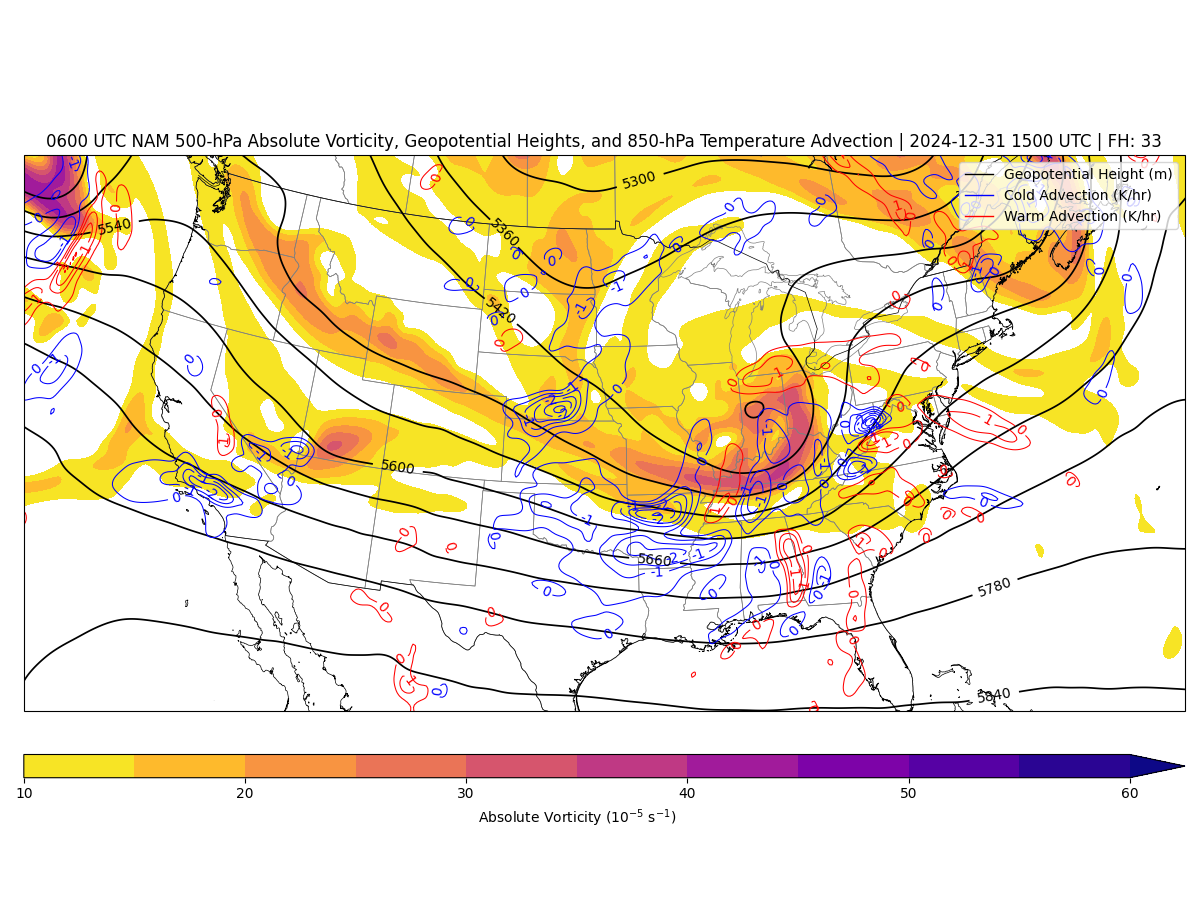 0600 UTC NAM 500-hPa Absolute Vorticity, Geopotential Heights, and 850-hPa Temperature Advection | 2024-12-31 1500 UTC | FH: 33
Geopotential Height (m)
Cold Advection (K/hr)
Warm Advection (K/hr)
5300
5540
5360
5420
5600
5660
5780
5840
10 20 30 40 50 60
Absolute Vorticity (10⁻⁵ s⁻¹)